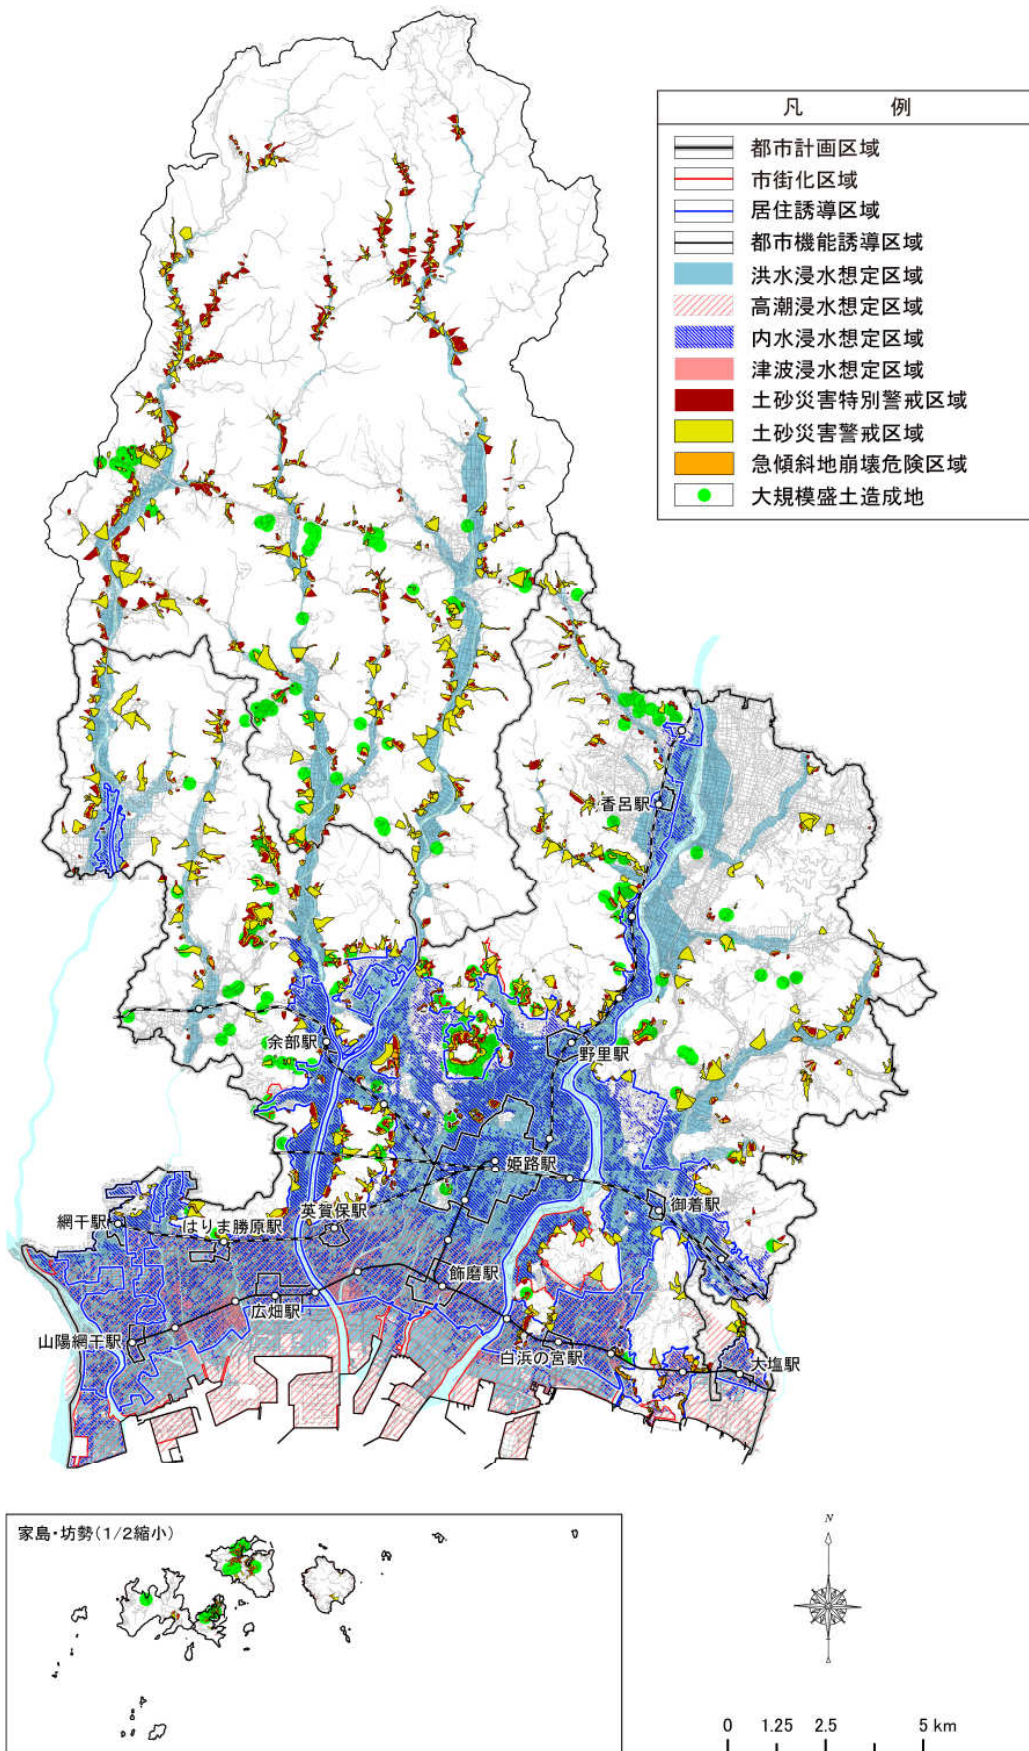 凡 例
都市計画区域
市街化区域
居住誘導区域
都市機能誘導区域
洪水浸水想定区域
高潮浸水想定区域
内水浸水想定区域
津波浸水想定区域
土砂災害特別警戒区域
土砂災害警戒区域
急傾斜地崩壊危険区域
大規模盛土造成地
香呂駅
余部駅
野里駅
姫路駅
御着駅
網干駅
はりま勝原駅
英賀保駅
飾磨駅
広畑駅
山陽網干駅
白浜の宮駅
大塩駅
家島・坊勢(1/2縮小)
N
0 1.25 2.5 5 km